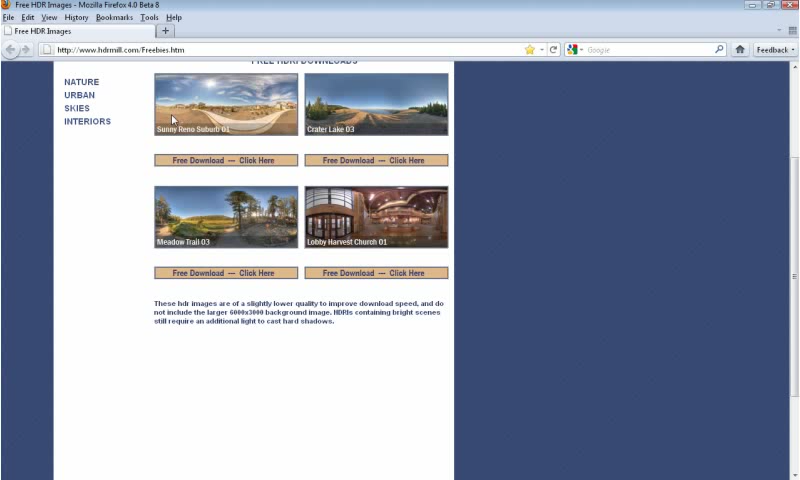 Free HDR Images - Mozilla Firefox 4.0 Beta 8
File Edit View History Bookmarks Tools Help
Free HDR Images
http://www.hdrmill.com/Freebies.htm
Google
Feedback
FREE HDRI DOWNLOADS
NATURE
URBAN
SKIES
INTERIORS
Sunny Reno Suburb 01
Crater Lake 03
Free Download --- Click Here
Free Download --- Click Here
Meadow Trail 03
Lobby Harvest Church 01
Free Download --- Click Here
Free Download --- Click Here
These hdr images are of a slightly lower quality to improve download speed, and do
not include the larger 6000x3000 background image. HDRIs containing bright scenes
still require an additional light to cast hard shadows.